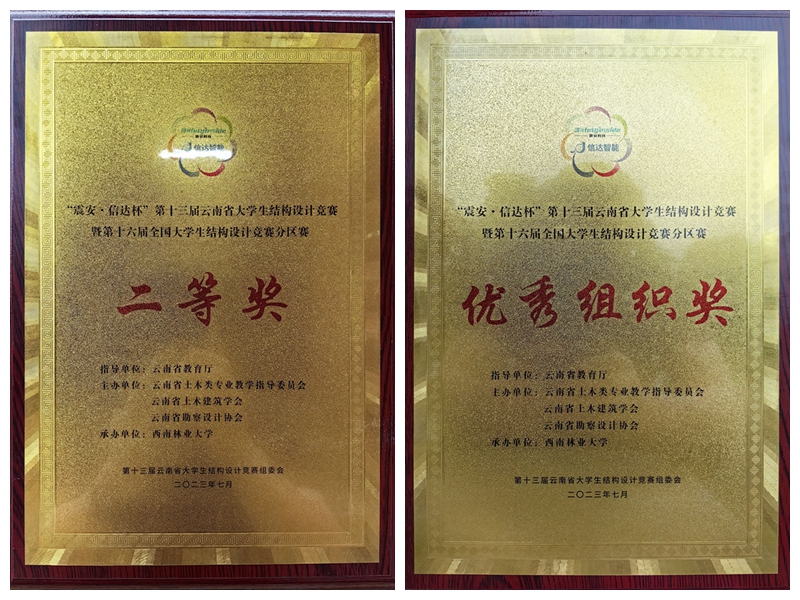 Safetyinside
震安科技
信达智能
“震安·信达杯”第十三届云南省大学生结构设计竞赛
暨第十六届全国大学生结构设计竞赛分区赛
二等奖
指导单位：云南省教育厅
主办单位：云南省土木类专业教学指导委员会
云南省土木建筑学会
云南省勘察设计协会
承办单位：西南林业大学
第十三届云南省大学生结构设计竞赛组委会
二〇二三年七月
Safetyinside
震安科技
信达智能
“震安·信达杯”第十三届云南省大学生结构设计竞赛
暨第十六届全国大学生结构设计竞赛分区赛
优秀组织奖
指导单位：云南省教育厅
主办单位：云南省土木类专业教学指导委员会
云南省土木建筑学会
云南省勘察设计协会
承办单位：西南林业大学
第十三届云南省大学生结构设计竞赛组委会
二〇二三年七月